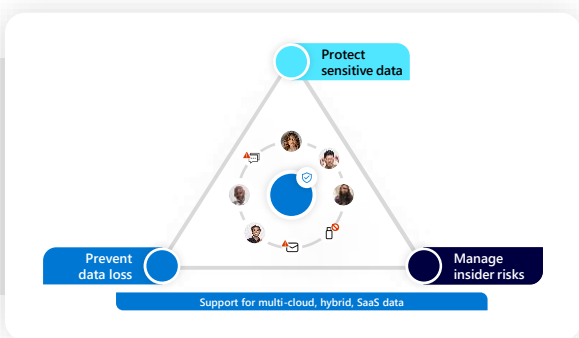 Protect
sensitive data
Prevent
data loss
Manage
insider risks
Support for multi-cloud, hybrid, SaaS data